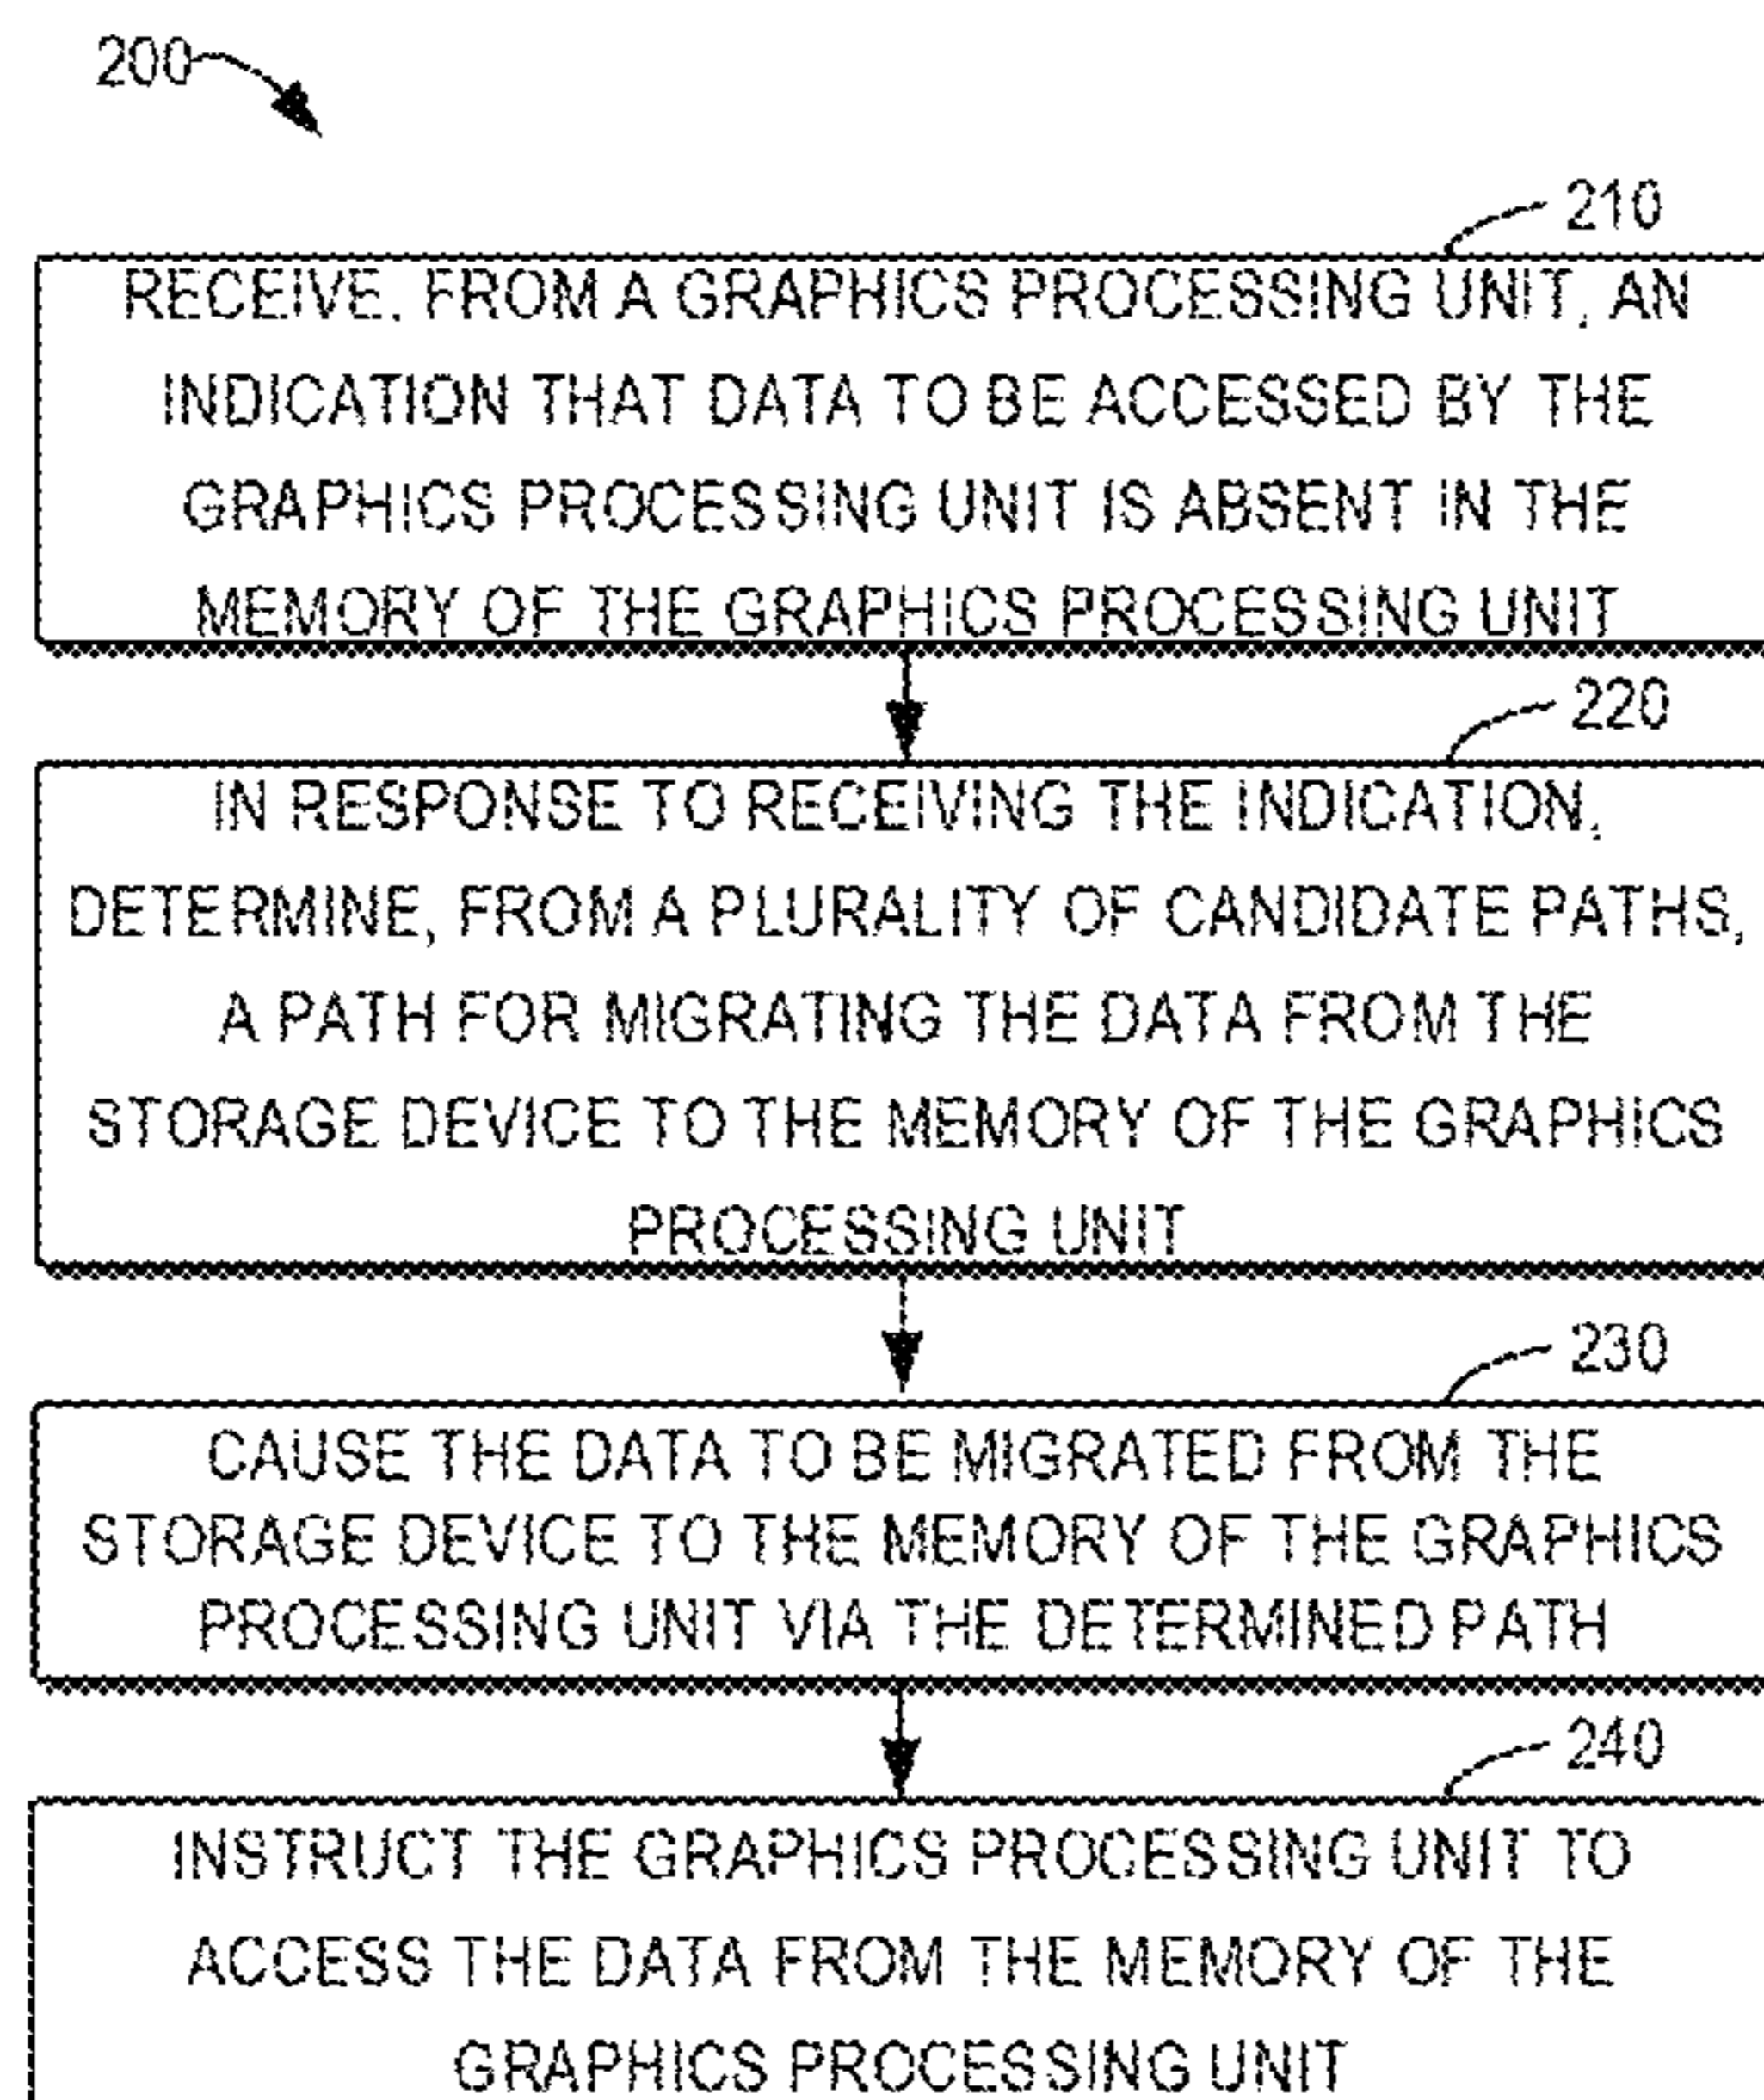 200
210
RECEIVE, FROM A GRAPHICS PROCESSING UNIT, AN
INDICATION THAT DATA TO BE ACCESSED BY THE
GRAPHICS PROCESSING UNIT IS ABSENT IN THE
MEMORY OF THE GRAPHICS PROCESSING UNIT
220
IN RESPONSE TO RECEIVING THE INDICATION,
DETERMINE, FROM A PLURALITY OF CANDIDATE PATHS,
A PATH FOR MIGRATING THE DATA FROM THE
STORAGE DEVICE TO THE MEMORY OF THE GRAPHICS
PROCESSING UNIT
230
CAUSE THE DATA TO BE MIGRATED FROM THE
STORAGE DEVICE TO THE MEMORY OF THE GRAPHICS
PROCESSING UNIT VIA THE DETERMINED PATH
240
INSTRUCT THE GRAPHICS PROCESSING UNIT TO
ACCESS THE DATA FROM THE MEMORY OF THE
GRAPHICS PROCESSING UNIT